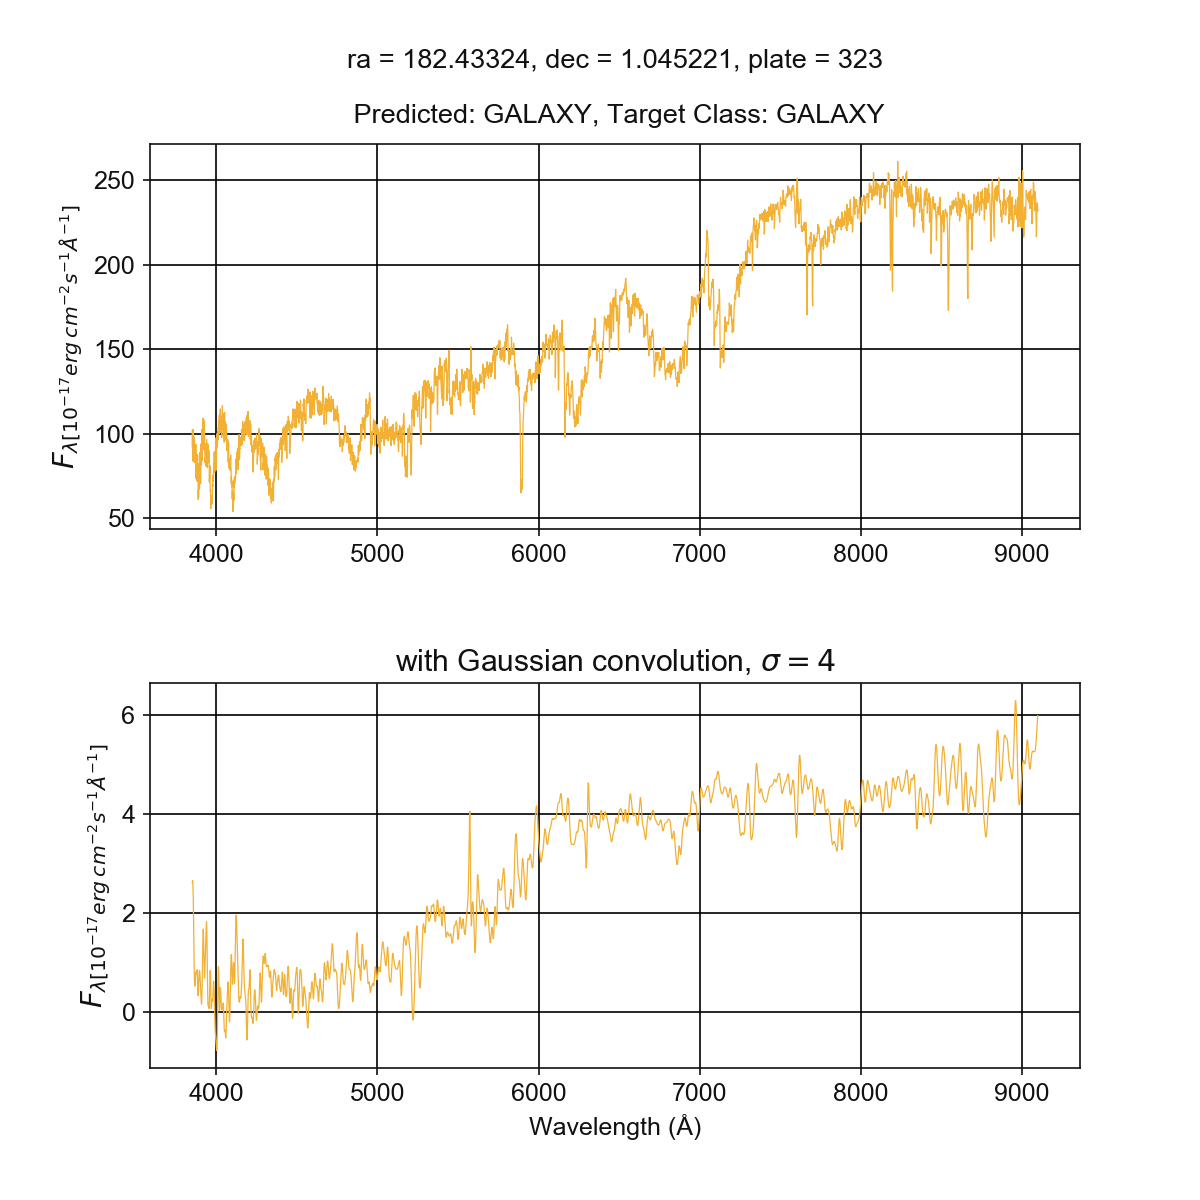 ra = 182.43324, dec = 1.045221, plate = 323
Predicted: GALAXY, Target Class: GALAXY
F_λ[10⁻¹⁷erg cm⁻²s⁻¹Å⁻¹]
250
200
150
100
50
4000 5000 6000 7000 8000 9000
with Gaussian convolution, σ = 4
F_λ[10⁻¹⁷erg cm⁻²s⁻¹Å⁻¹]
6
4
2
0
4000 5000 6000 7000 8000 9000
Wavelength (Å)